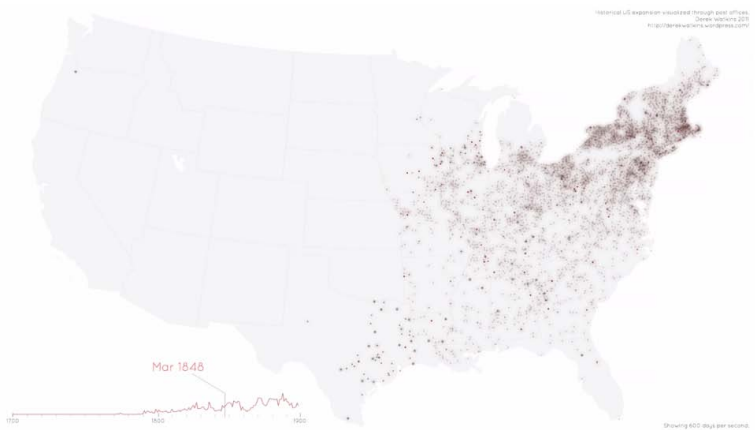 Historical US expansion visualized through post offices.
Derek Watkins 2011
http://derekwatkins.wordpress.com/
Mar 1848
1700
1800
1900
Showing 600 days per second.